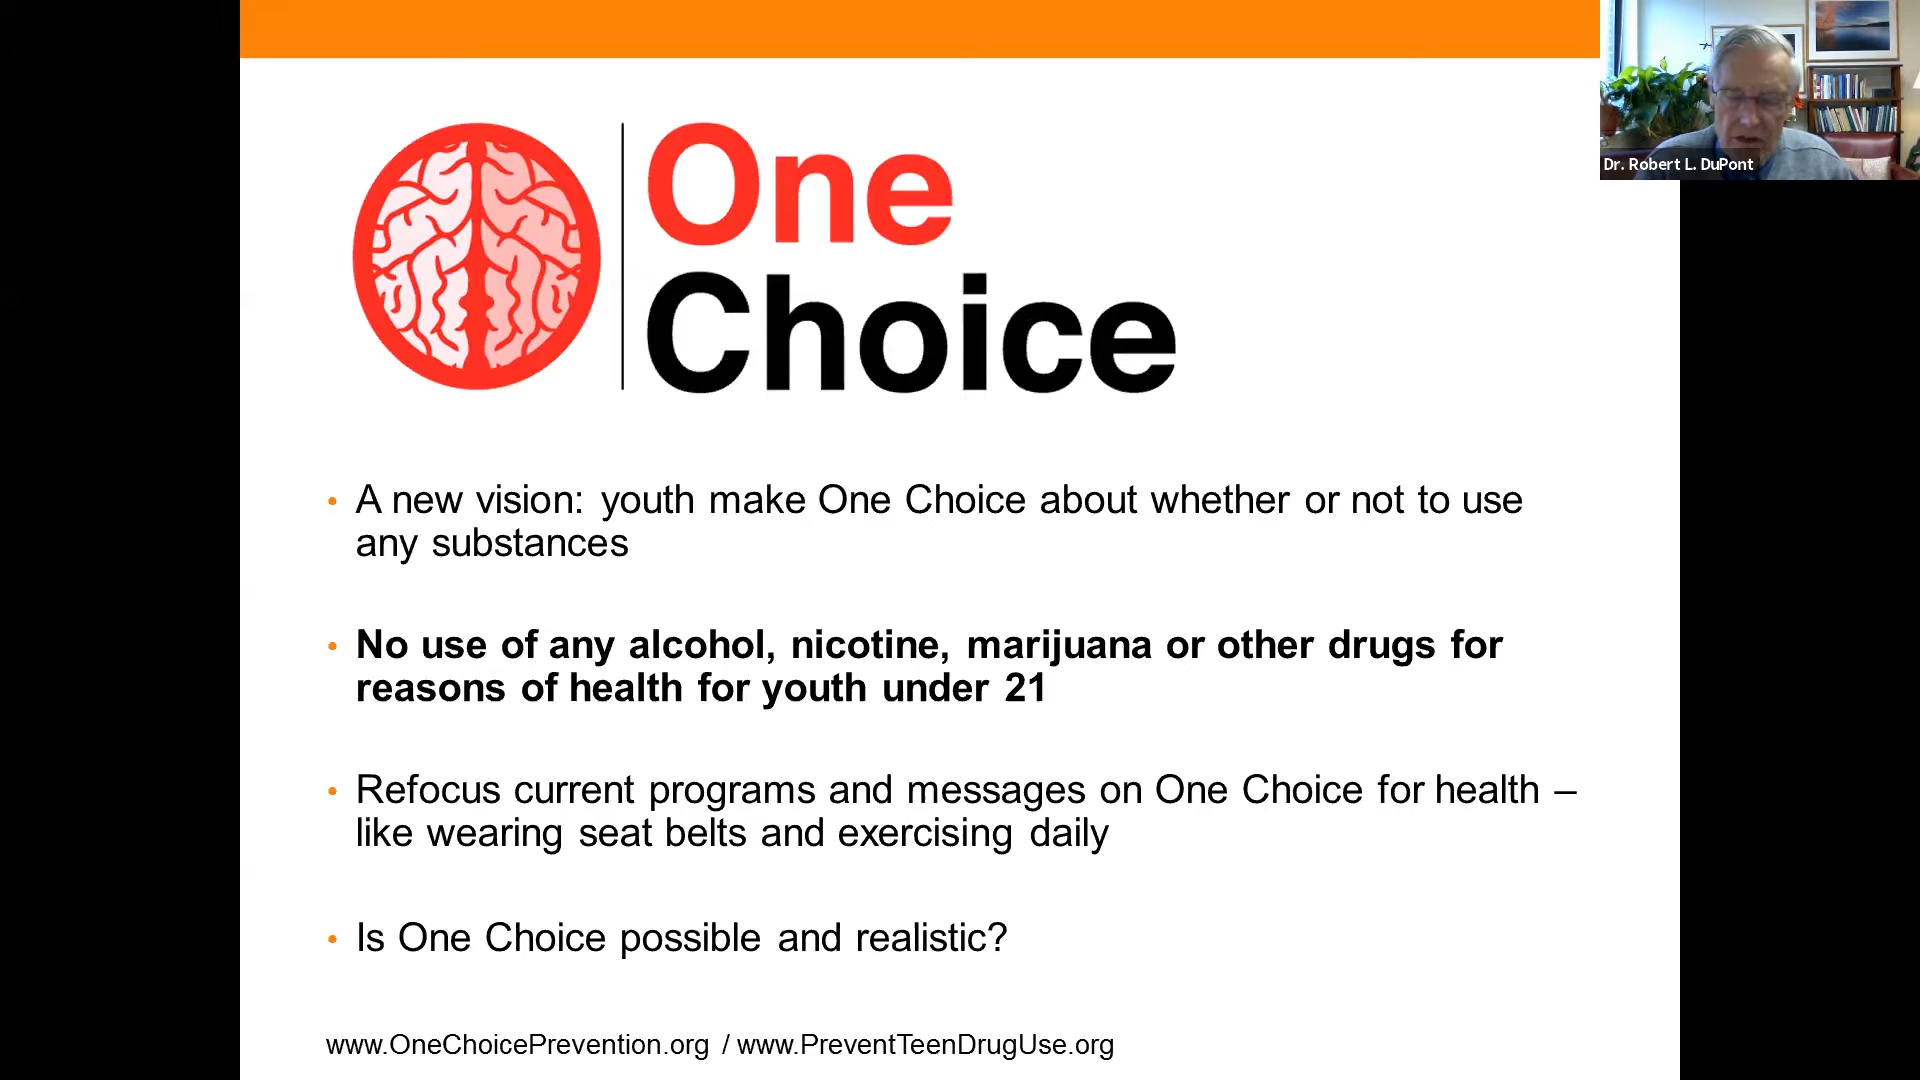 One
Choice
Dr. Robert L. DuPont
• A new vision: youth make One Choice about whether or not to use
any substances
• No use of any alcohol, nicotine, marijuana or other drugs for
reasons of health for youth under 21
• Refocus current programs and messages on One Choice for health –
like wearing seat belts and exercising daily
• Is One Choice possible and realistic?
www.OneChoicePrevention.org / www.PreventTeenDrugUse.org